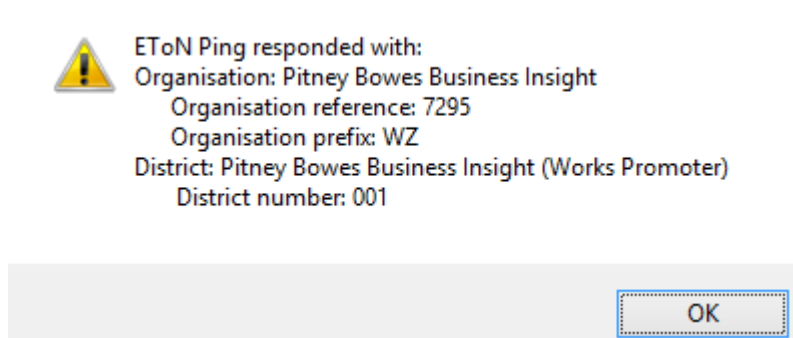 EToN Ping responded with:
Organisation: Pitney Bowes Business Insight
Organisation reference: 7295
Organisation prefix: WZ
District: Pitney Bowes Business Insight (Works Promoter)
District number: 001
OK